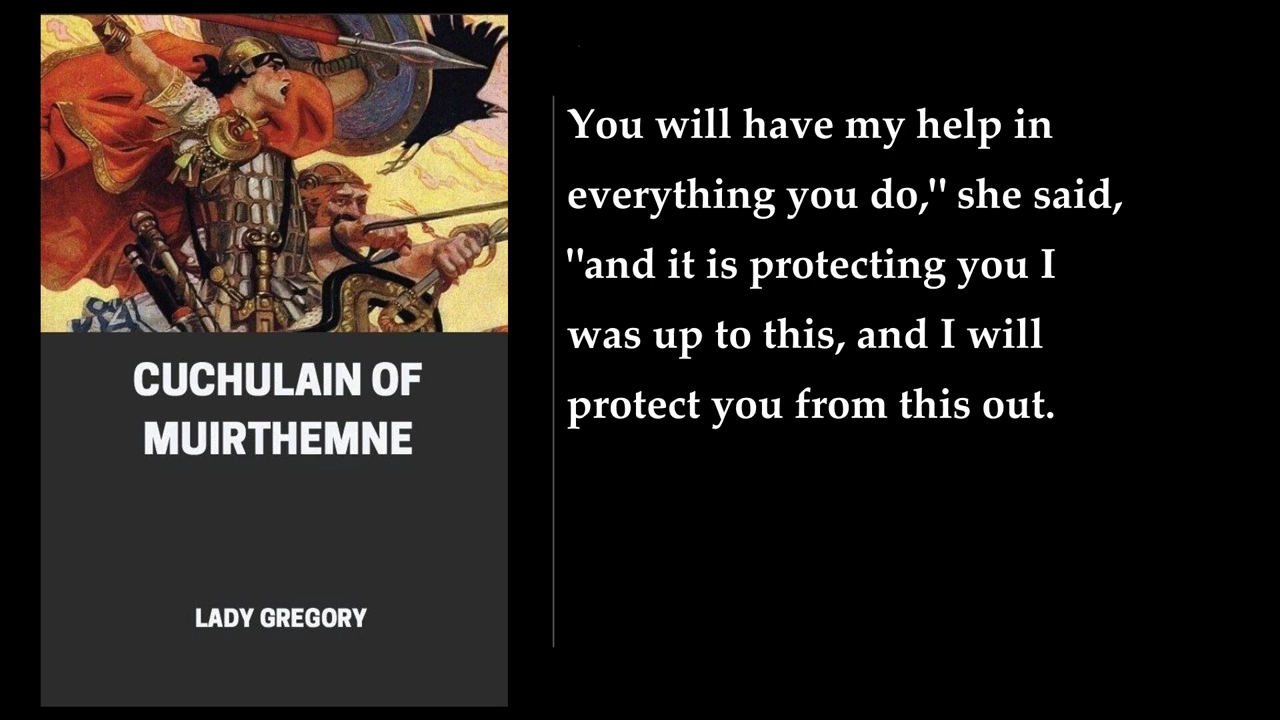 CUCHULAIN OF
MUIRTHEMNE
LADY GREGORY
You will have my help in
everything you do," she said,
"and it is protecting you I
was up to this, and I will
protect you from this out.